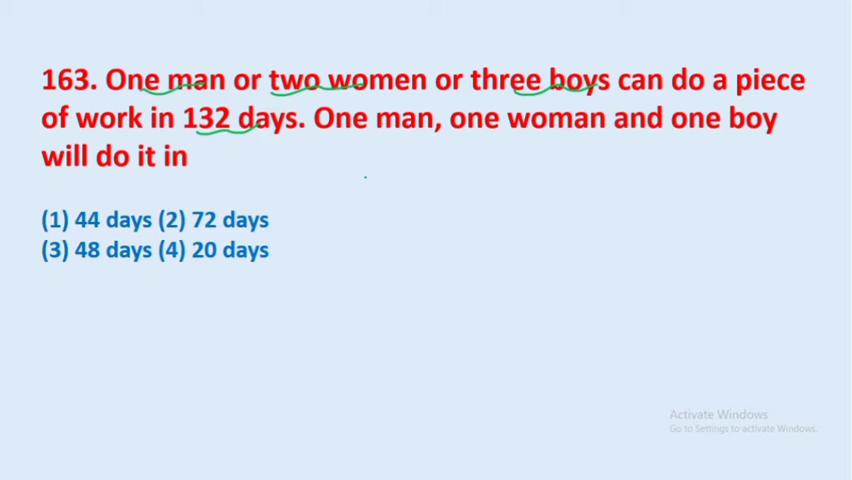 163. One man or two women or three boys can do a piece
of work in 132 days. One man, one woman and one boy
will do it in
(1) 44 days (2) 72 days
(3) 48 days (4) 20 days
Activate Windows
Go to Settings to activate Windows.